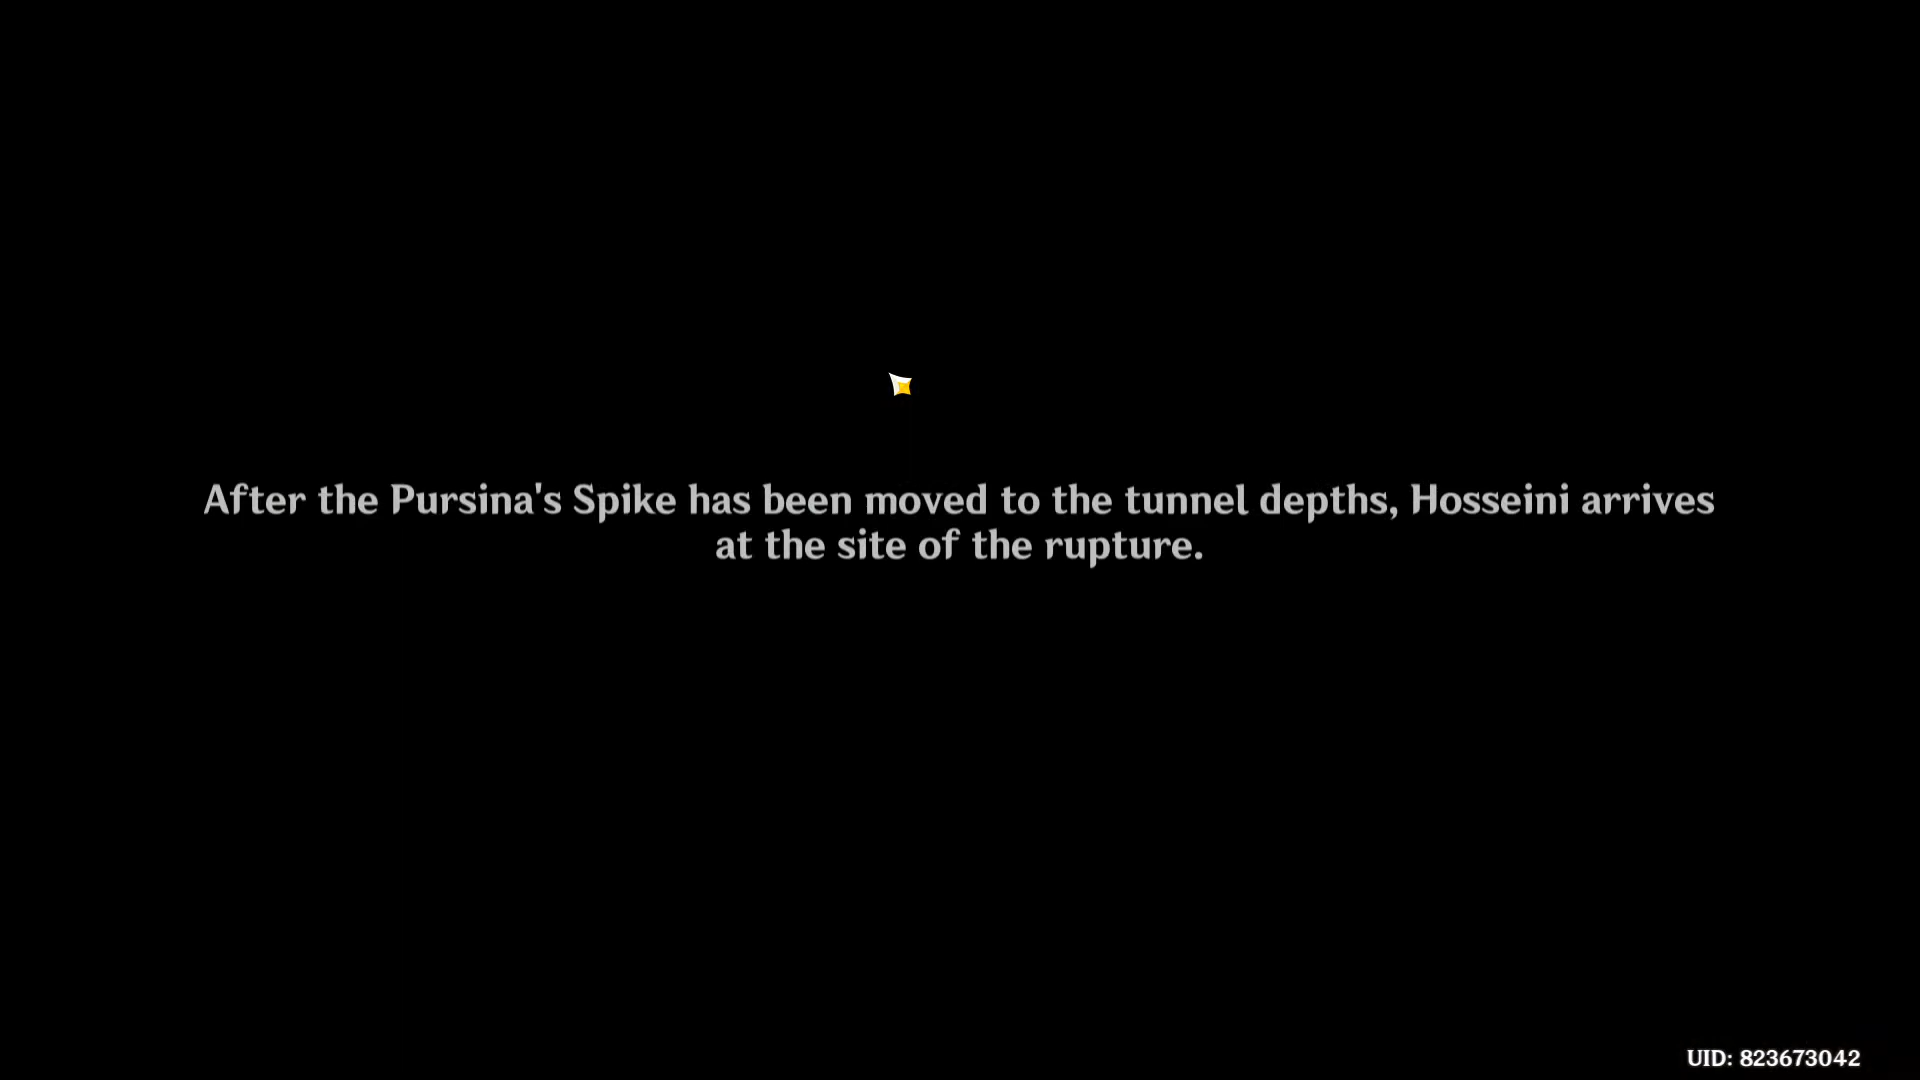 After the Pursina's Spike has been moved to the tunnel depths, Hosseini arrives
at the site of the rupture.
UID: 823673042